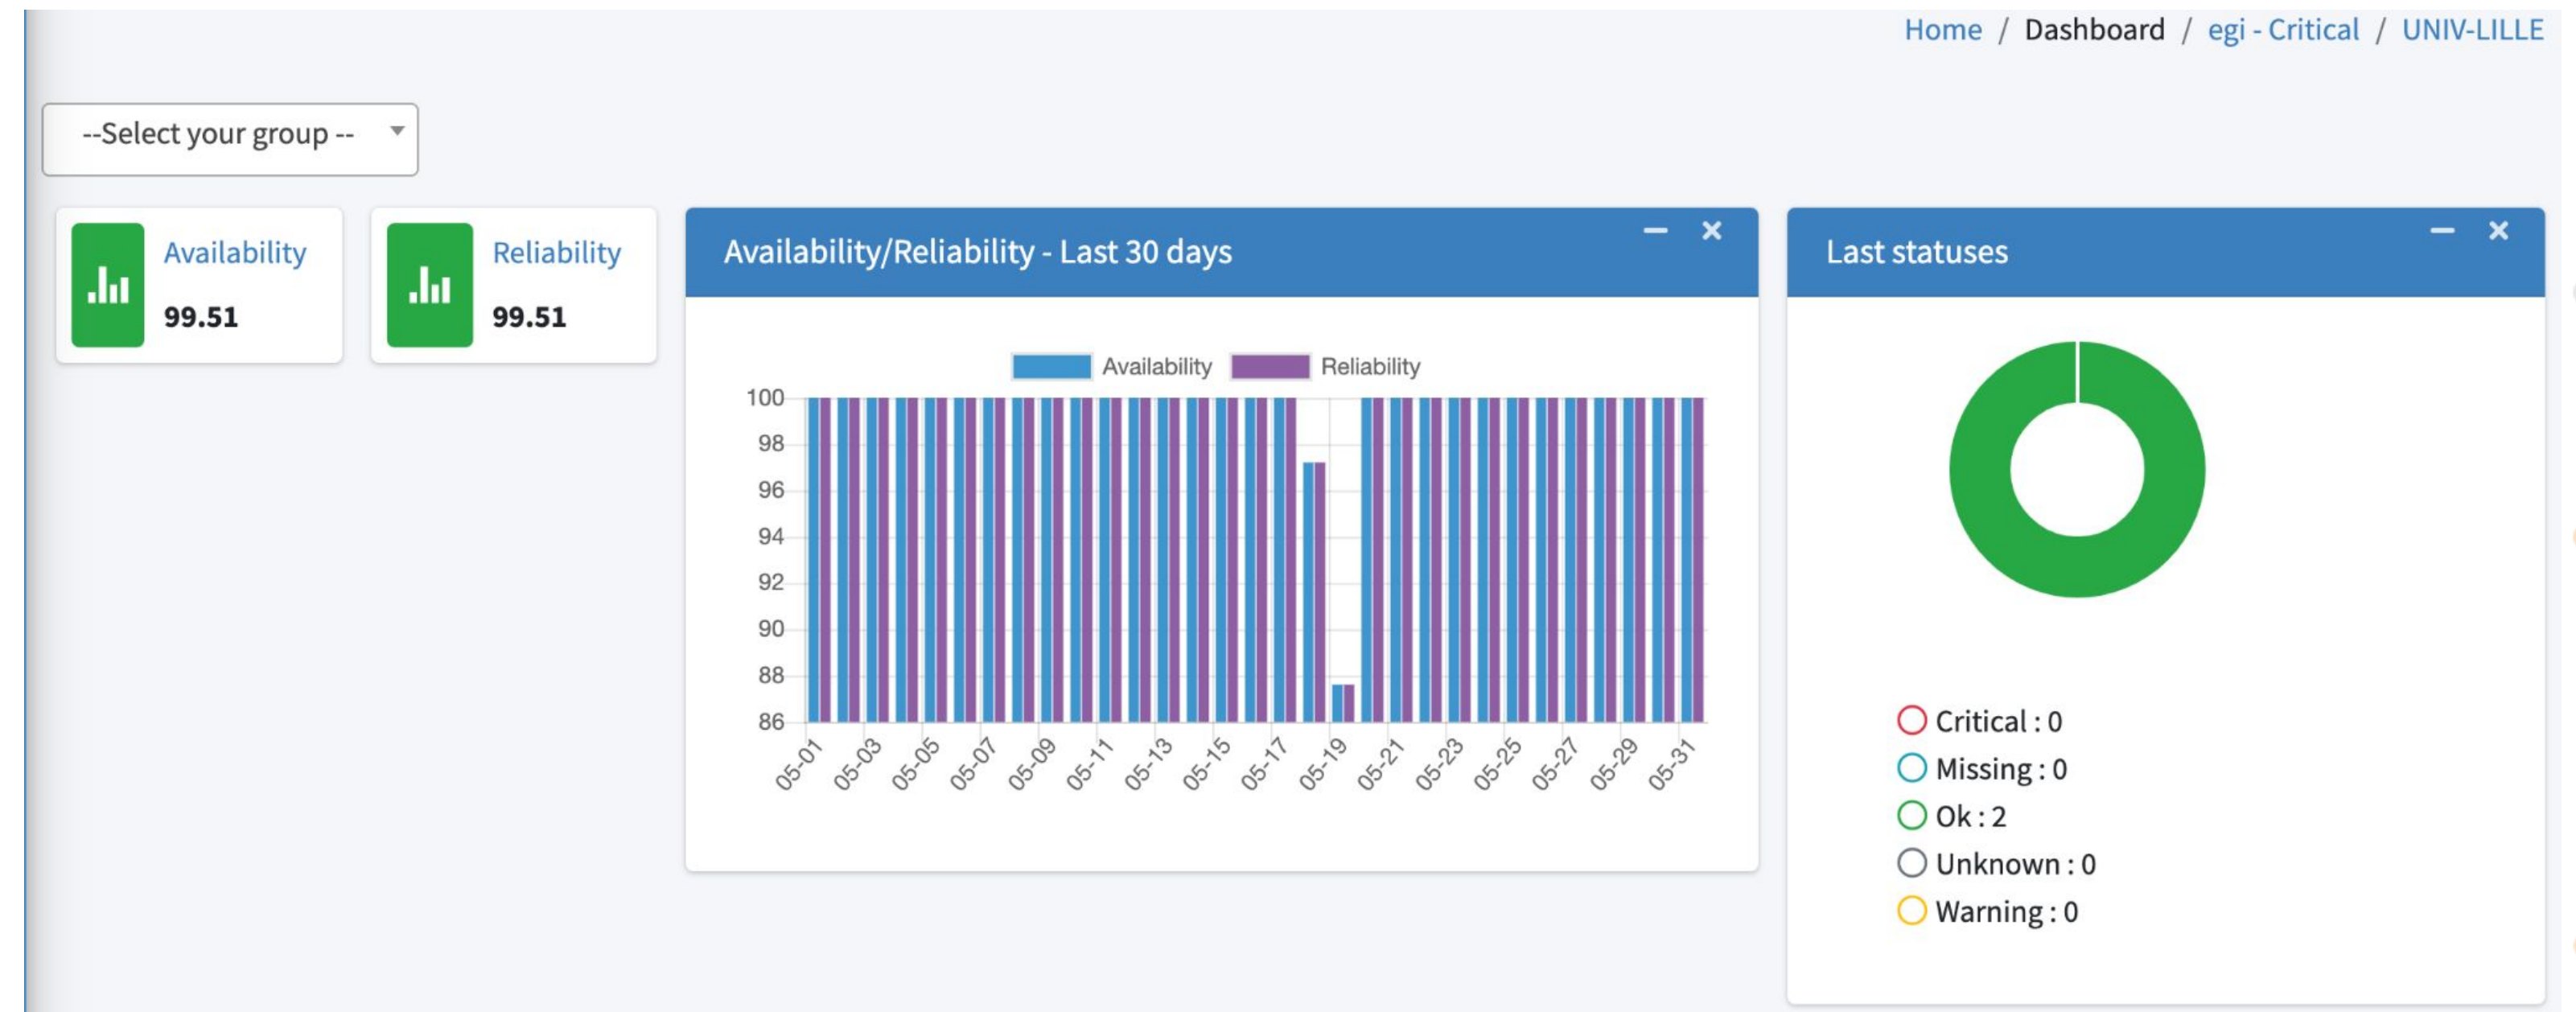 Home / Dashboard / egi - Critical / UNIV-LILLE
--Select your group --
Availability
99.51
Reliability
99.51
Availability/Reliability - Last 30 days
Availability Reliability
100
98
96
94
92
90
88
86
05-01 05-03 05-05 05-07 05-09 05-11 05-13 05-15 05-17 05-19 05-21 05-23 05-25 05-27 05-29 05-31
Last statuses
Critical : 0
Missing : 0
Ok : 2
Unknown : 0
Warning : 0